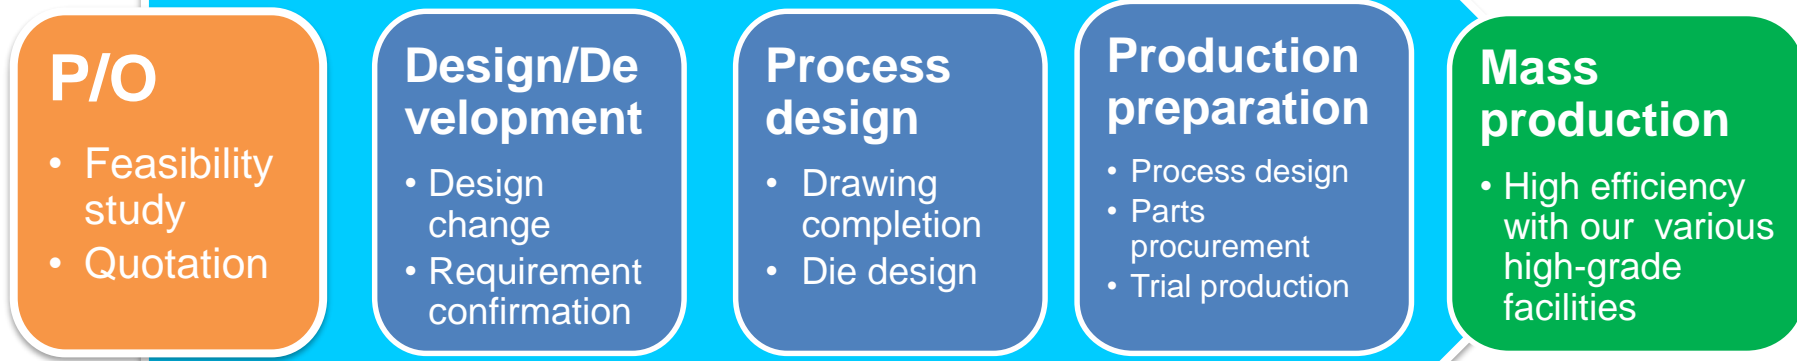 P/O
• Feasibility
study
• Quotation
Design/De
velopment
• Design
change
• Requirement
confirmation
Process
design
• Drawing
completion
• Die design
Production
preparation
• Process design
• Parts
procurement
• Trial production
Mass
production
• High efficiency
with our various
high-grade
facilities